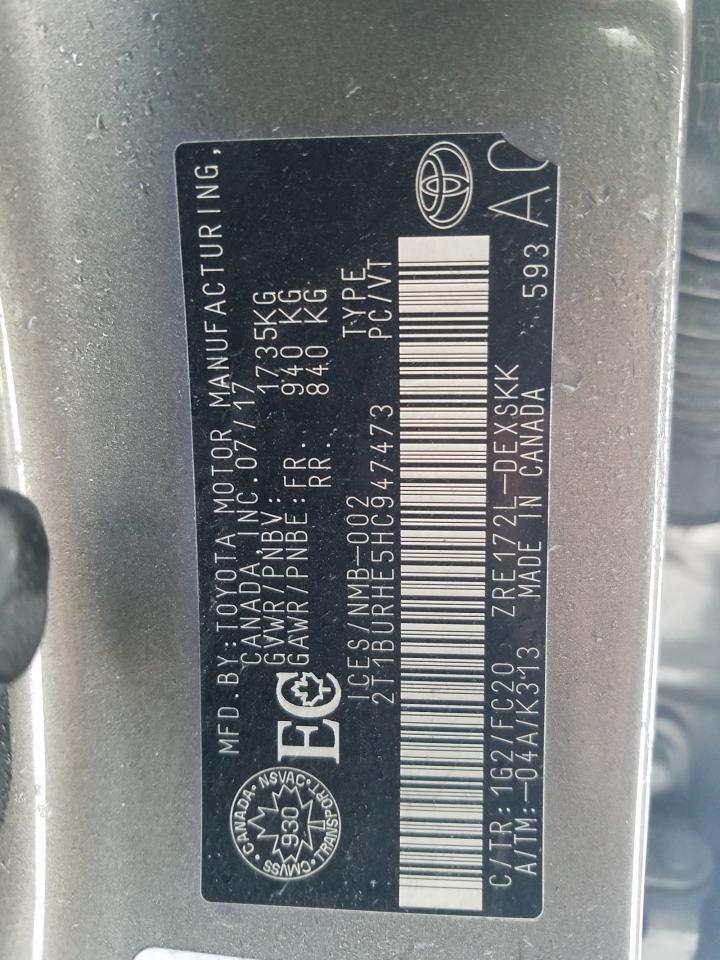 MFD.BY:TOYOTA MOTOR MANUFACTURING,
CANADA,INC.07/17
GVWR/PNBV: 1735KG
GAWR/PNBE:FR. 940 KG
RR. 840 KG
CANADA NSVAC TRANSPORT CMVSS
930
EC
ICES/NMB-002 TYPE
2T1BURHE5HC947473 PC/VT
C/TR:1G2/FC20 ZRE172L-DEXSKK
A/TM:-04A/K313 MADE IN CANADA
593